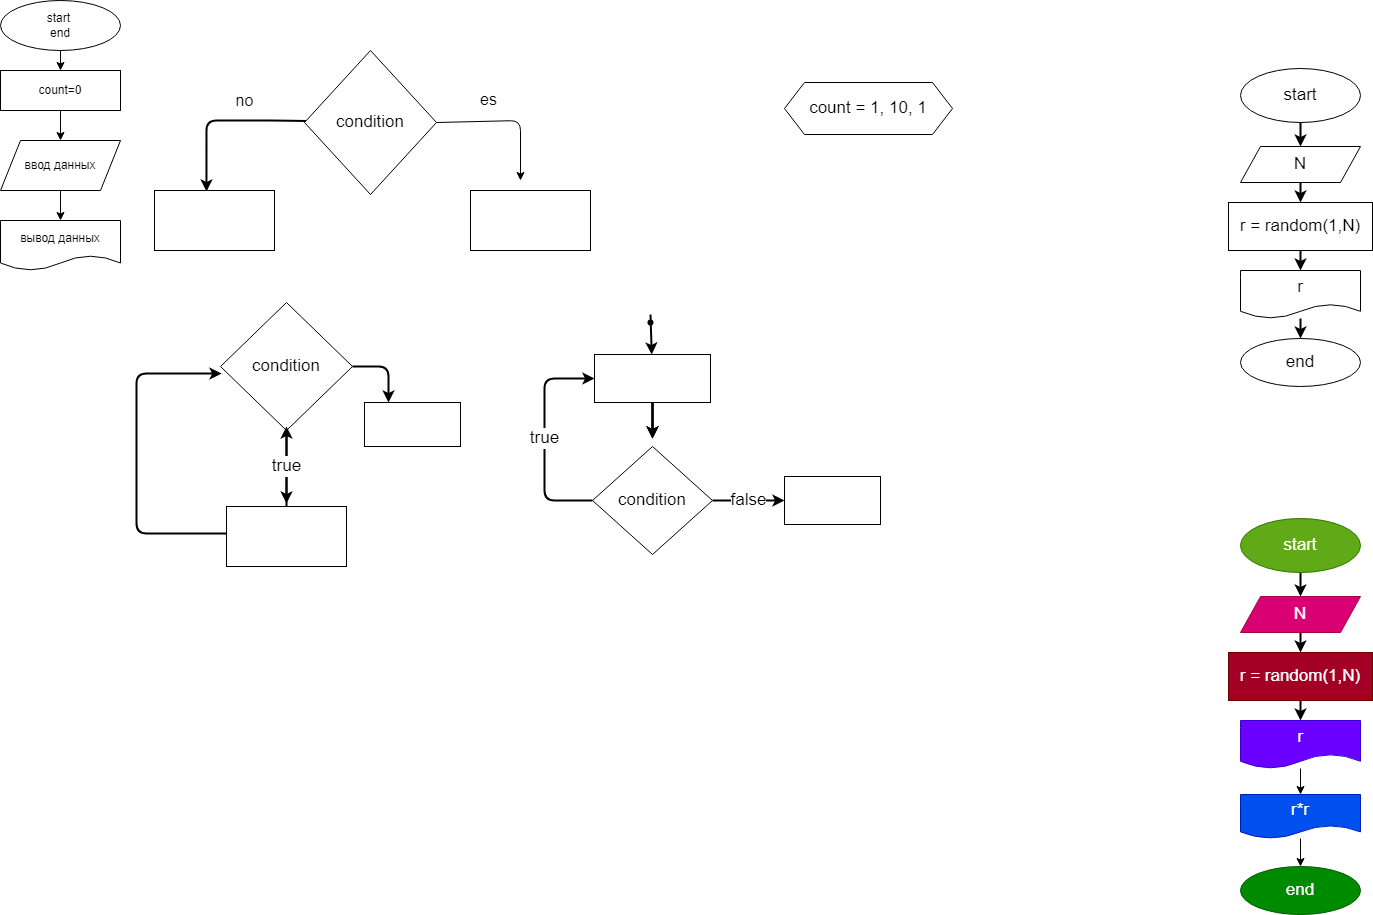 start
end
count=0
ввод данных
вывод данных
no
es
condition
count = 1, 10, 1
start
N
r = random(1,N)
r
end
condition
true
true
condition
false
start
N
r = random(1,N)
r
r*r
end